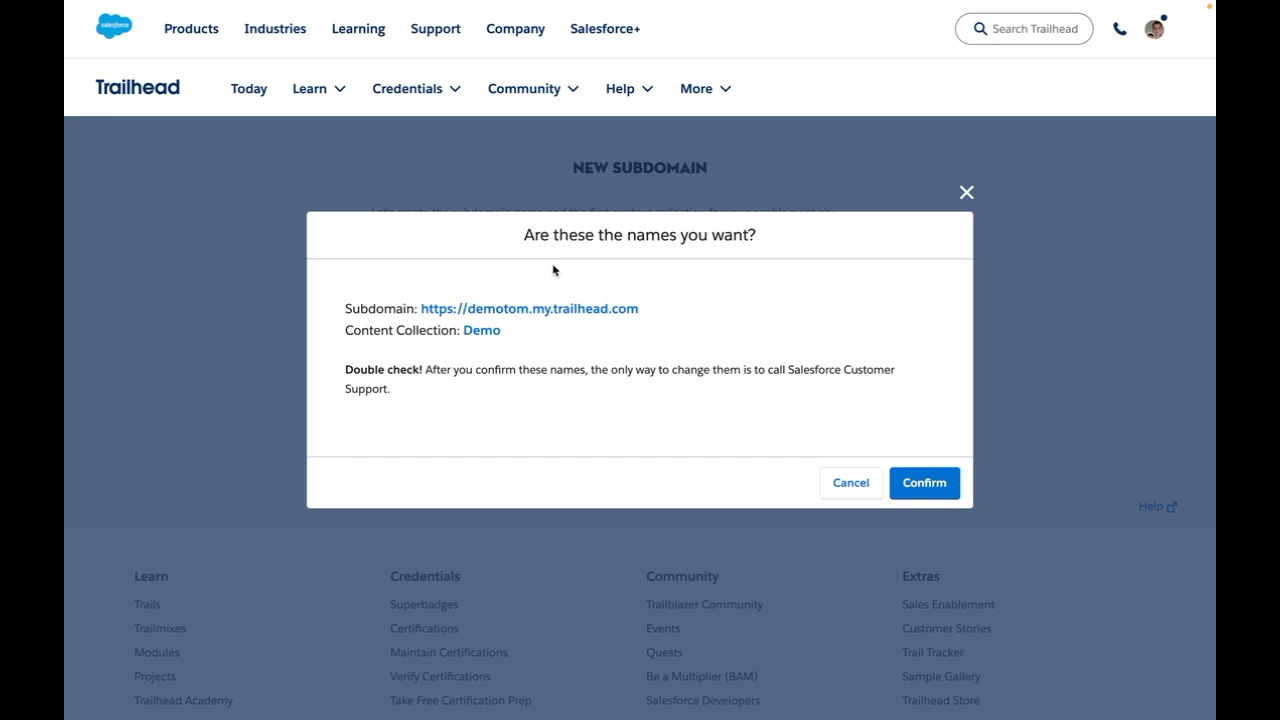 salesforce
Products Industries Learning Support Company Salesforce+ Search Trailhead
Trailhead Today Learn Credentials Community Help More
NEW SUBDOMAIN
Are these the names you want?
Subdomain: https://demotom.my.trailhead.com
Content Collection: Demo
Double check! After you confirm these names, the only way to change them is to call Salesforce Customer
Support.
Cancel Confirm
Help
Learn Credentials Community Extras
Trails Superbadges Trailblazer Community Sales Enablement
Trailmixes Certifications Events Customer Stories
Modules Maintain Certifications Quests Trail Tracker
Projects Verify Certifications Be a Multiplier (BAM) Sample Gallery
Trailhead Academy Take Free Certification Prep Salesforce Developers Trailhead Store